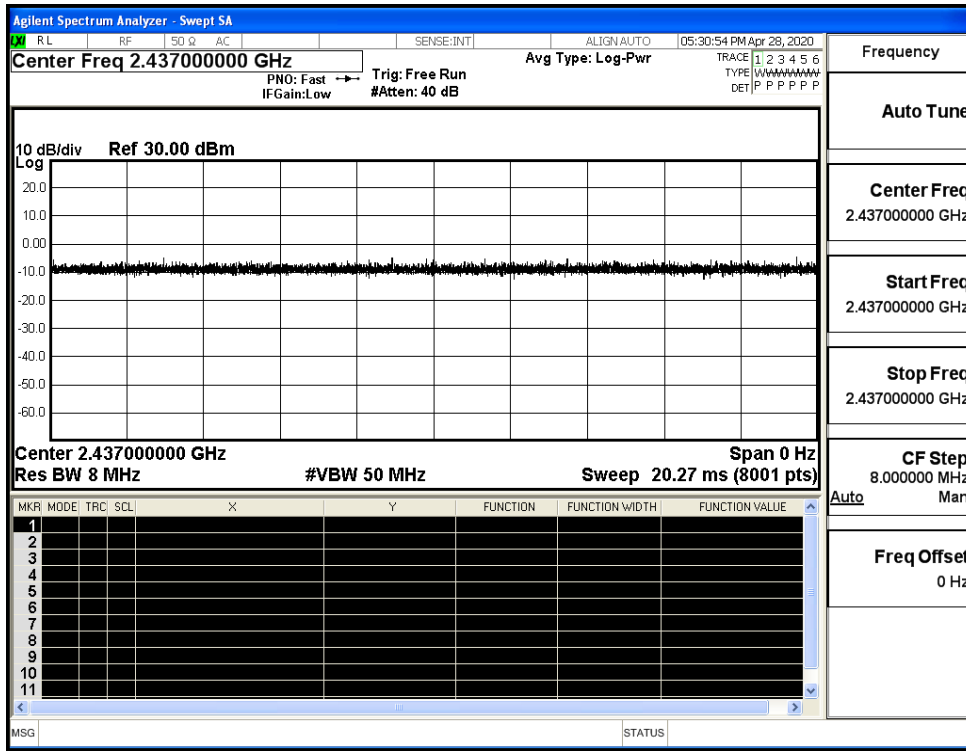 Agilent Spectrum Analyzer - Swept SA
LXI RL RF 50 Ω AC SENSE:INT ALIGN AUTO 05:30:54 PM Apr 28, 2020
Center Freq 2.437000000 GHz
Avg Type: Log-Pwr
TRACE 1 2 3 4 5 6
PNO: Fast
Trig: Free Run
TYPE
IFGain:Low
#Atten: 40 dB
DET P P P P P P
10 dB/div Ref 30.00 dBm
Log
20.0
10.0
0.00
-10.0
-20.0
-30.0
-40.0
-50.0
-60.0
Center 2.437000000 GHz Span 0 Hz
Res BW 8 MHz #VBW 50 MHz Sweep 20.27 ms (8001 pts)
MKR MODE TRC SCL X Y FUNCTION FUNCTION WIDTH FUNCTION VALUE
1
2
3
4
5
6
7
8
9
10
11
MSG STATUS
Frequency
Auto Tune
Center Freq
2.437000000 GHz
Start Freq
2.437000000 GHz
Stop Freq
2.437000000 GHz
CF Step
8.000000 MHz
Auto Man
Freq Offset
0 Hz